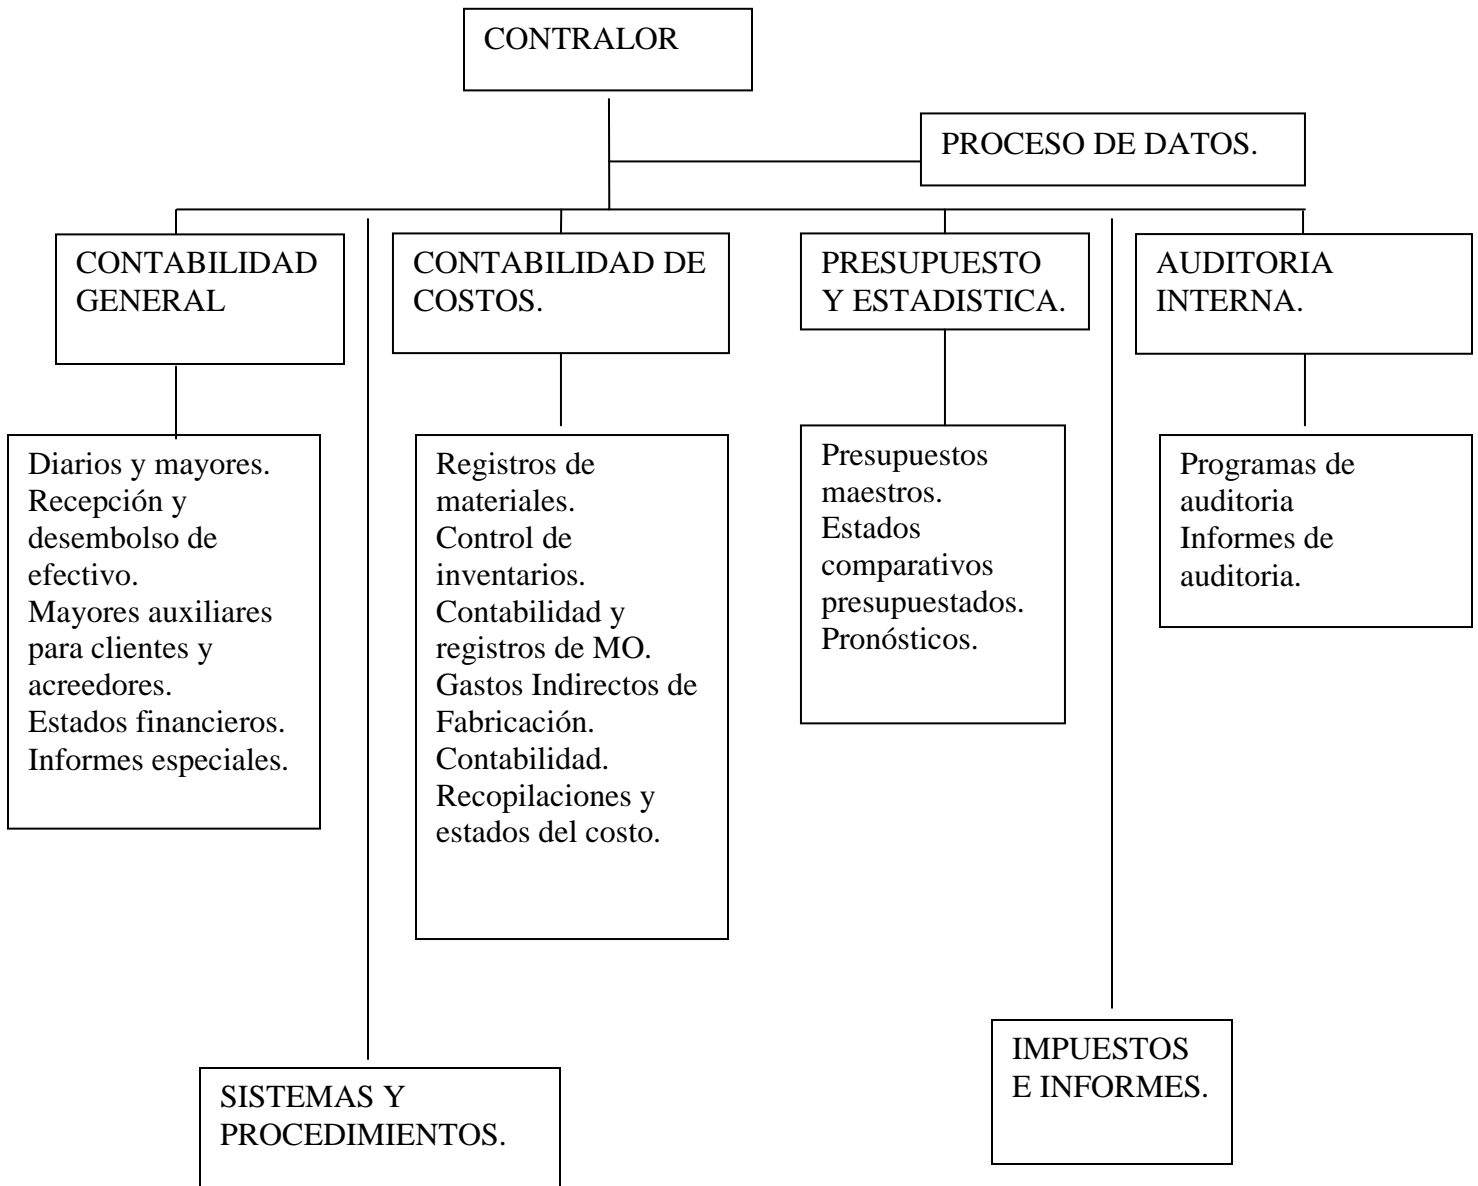 CONTRALOR
PROCESO DE DATOS.
CONTABILIDAD
GENERAL
CONTABILIDAD DE
COSTOS.
PRESUPUESTO
Y ESTADISTICA.
AUDITORIA
INTERNA.
Diarios y mayores.
Recepción y
desembolso de
efectivo.
Mayores auxiliares
para clientes y
acreedores.
Estados financieros.
Informes especiales.
Registros de
materiales.
Control de
inventarios.
Contabilidad y
registros de MO.
Gastos Indirectos de
Fabricación.
Contabilidad.
Recopilaciones y
estados del costo.
Presupuestos
maestros.
Estados
comparativos
presupuestados.
Pronósticos.
Programas de
auditoria
Informes de
auditoria.
SISTEMAS Y
PROCEDIMIENTOS.
IMPUESTOS
E INFORMES.